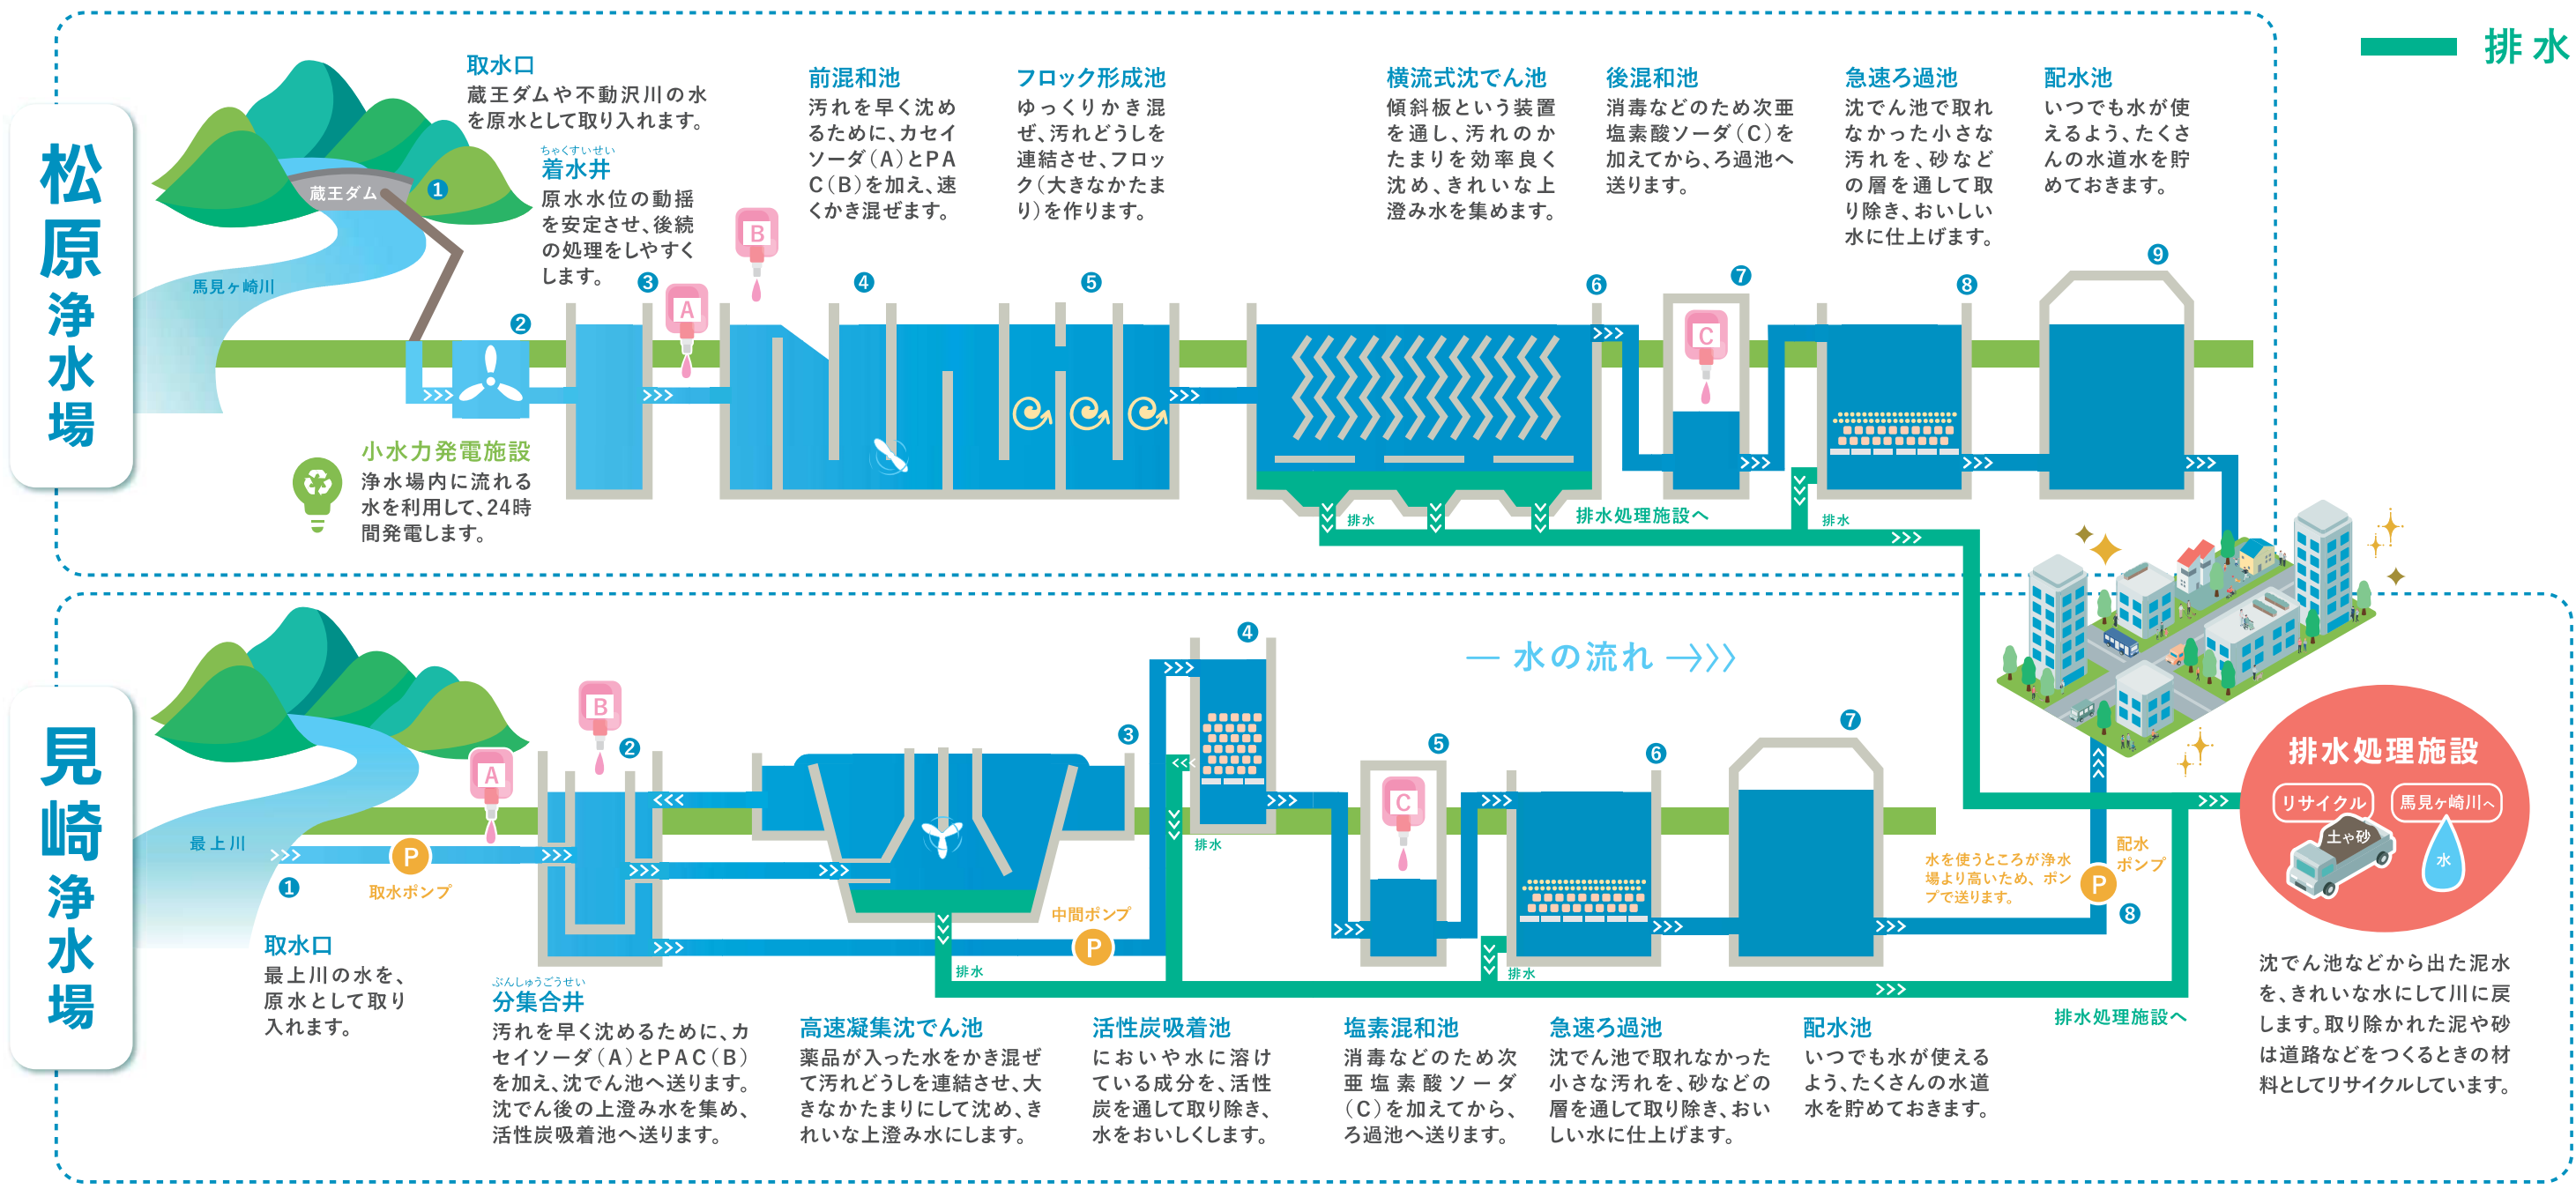 排水
松原浄水場
取水口
蔵王ダムや不動沢川の水
を原水として取り入れます。
ちゃくすいせい
着水井
原水水位の動揺
を安定させ、後続
の処理をしやすく
します。
前混和池
汚れを早く沈め
るために、カセイ
ソーダ(A)とPA
C(B)を加え、速
くかき混ぜます。
フロック形成池
ゆっくりかき混
ぜ、汚れどうしを
連結させ、フロッ
ク(大きなかたま
り)を作ります。
横流式沈でん池
傾斜板という装置
を通し、汚れのか
たまりを効率良く
沈め、きれいな上
澄み水を集めます。
後混和池
消毒などのため次亜
塩素酸ソーダ(C)を
加えてから、ろ過池へ
送ります。
急速ろ過池
沈でん池で取れ
なかった小さな
汚れを、砂など
の層を通して取
り除き、おいしい
水に仕上げます。
配水池
いつでも水が使
えるよう、たくさ
んの水道水を貯
めておきます。
蔵王ダム
馬見ヶ崎川
1
2
3
A
B
4
5
6
7
C
8
9
小水力発電施設
浄水場内に流れる
水を利用して、24時
間発電します。
排水
排水処理施設へ
排水
見崎浄水場
水の流れ
最上川
1
P
取水ポンプ
A
B
2
3
4
5
C
6
7
中間ポンプ
P
排水
排水
排水
水を使うところが浄水
場より高いため、ポン
プで送ります。
配水
ポンプ
P
8
排水処理施設へ
取水口
最上川の水を、
原水として取り
入れます。
ぶんしゅうごうせい
分集合井
汚れを早く沈めるために、カ
セイソーダ(A)とPAC(B)
を加え、沈でん池へ送ります。
沈でん後の上澄み水を集め、
活性炭吸着池へ送ります。
高速凝集沈でん池
薬品が入った水をかき混ぜ
て汚れどうしを連結させ、大
きなかたまりにして沈め、き
れいな上澄み水にします。
活性炭吸着池
においや水に溶け
ている成分を、活性
炭を通して取り除き、
水をおいしくします。
塩素混和池
消毒などのため次
亜塩素酸ソーダ
(C)を加えてから、
ろ過池へ送ります。
急速ろ過池
沈でん池で取れなかった
小さな汚れを、砂などの
層を通して取り除き、おい
しい水に仕上げます。
配水池
いつでも水が使える
よう、たくさんの水道
水を貯めておきます。
排水処理施設
リサイクル
馬見ヶ崎川へ
土や砂
水
沈でん池などから出た泥水
を、きれいな水にして川に戻
します。取り除かれた泥や砂
は道路などをつくるときの材
料としてリサイクルしています。